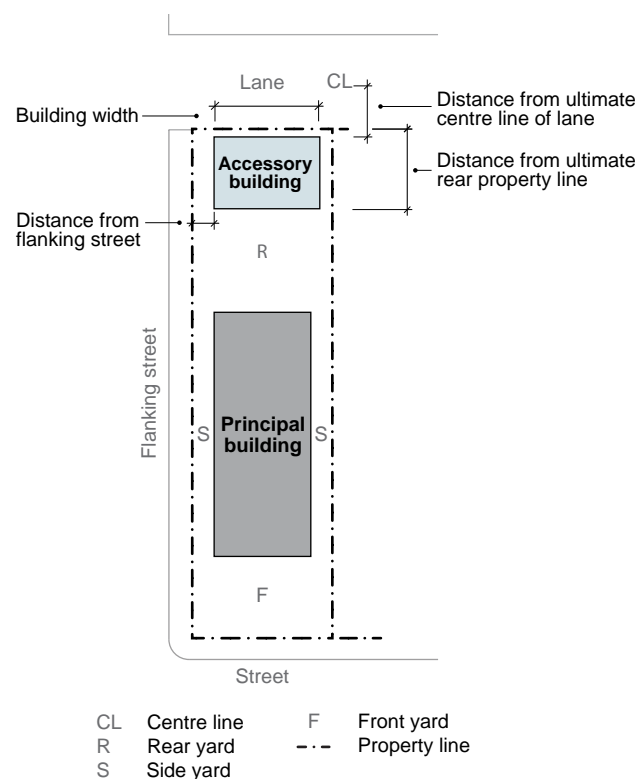 Lane
CL
Building width
Distance from ultimate
centre line of lane
Accessory
building
Distance from ultimate
rear property line
Distance from
flanking street
R
Flanking street
S
Principal
building
S
F
Street
CL Centre line
F Front yard
R Rear yard
Property line
S Side yard